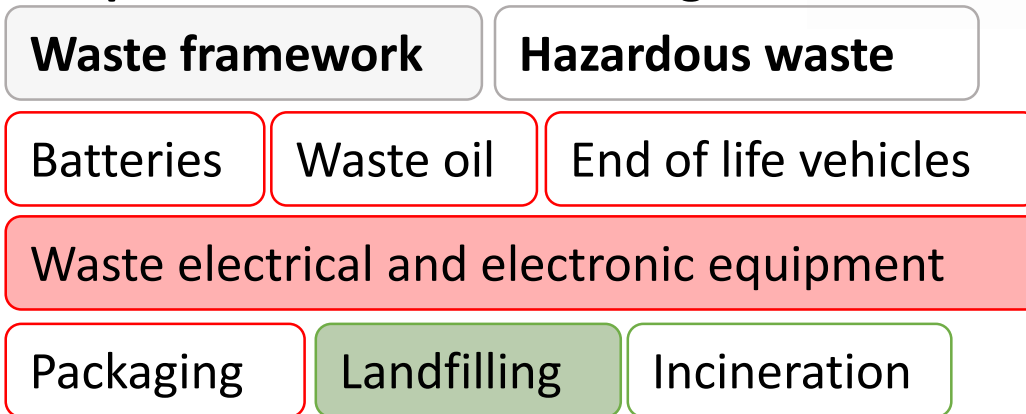 Waste framework Hazardous waste
Batteries Waste oil End of life vehicles
Waste electrical and electronic equipment
Packaging Landfilling Incineration